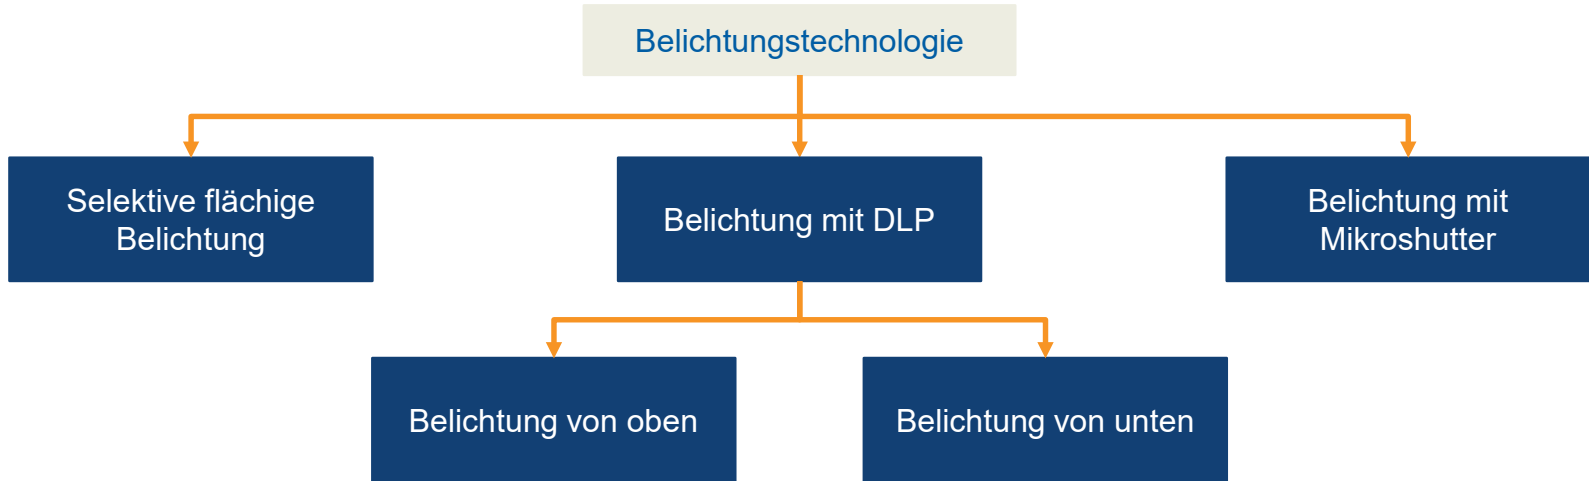 Belichtungstechnologie
Selektive flächige
Belichtung
Belichtung mit DLP
Belichtung mit
Mikroshutter
Belichtung von oben
Belichtung von unten